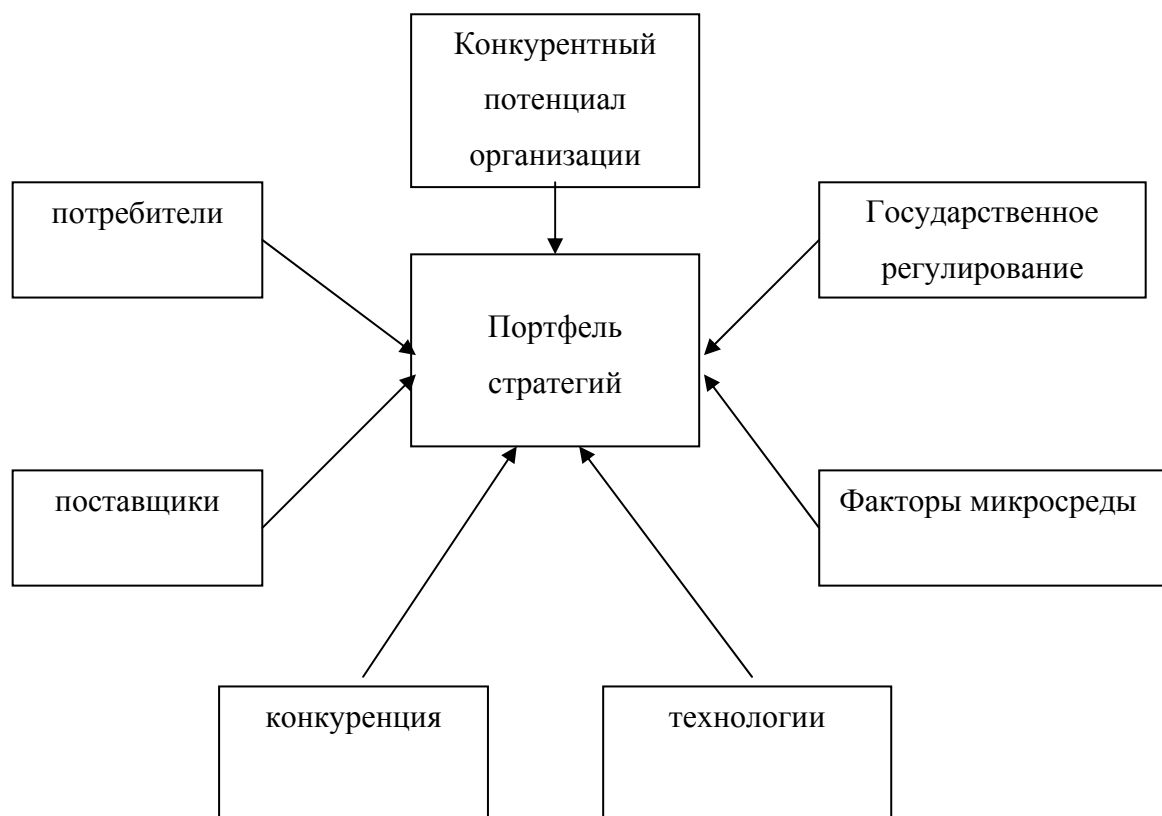 Конкурентный
потенциал
организации
потребители
Государственное
регулирование
Портфель
стратегий
поставщики
Факторы микросреды
конкуренция
технологии